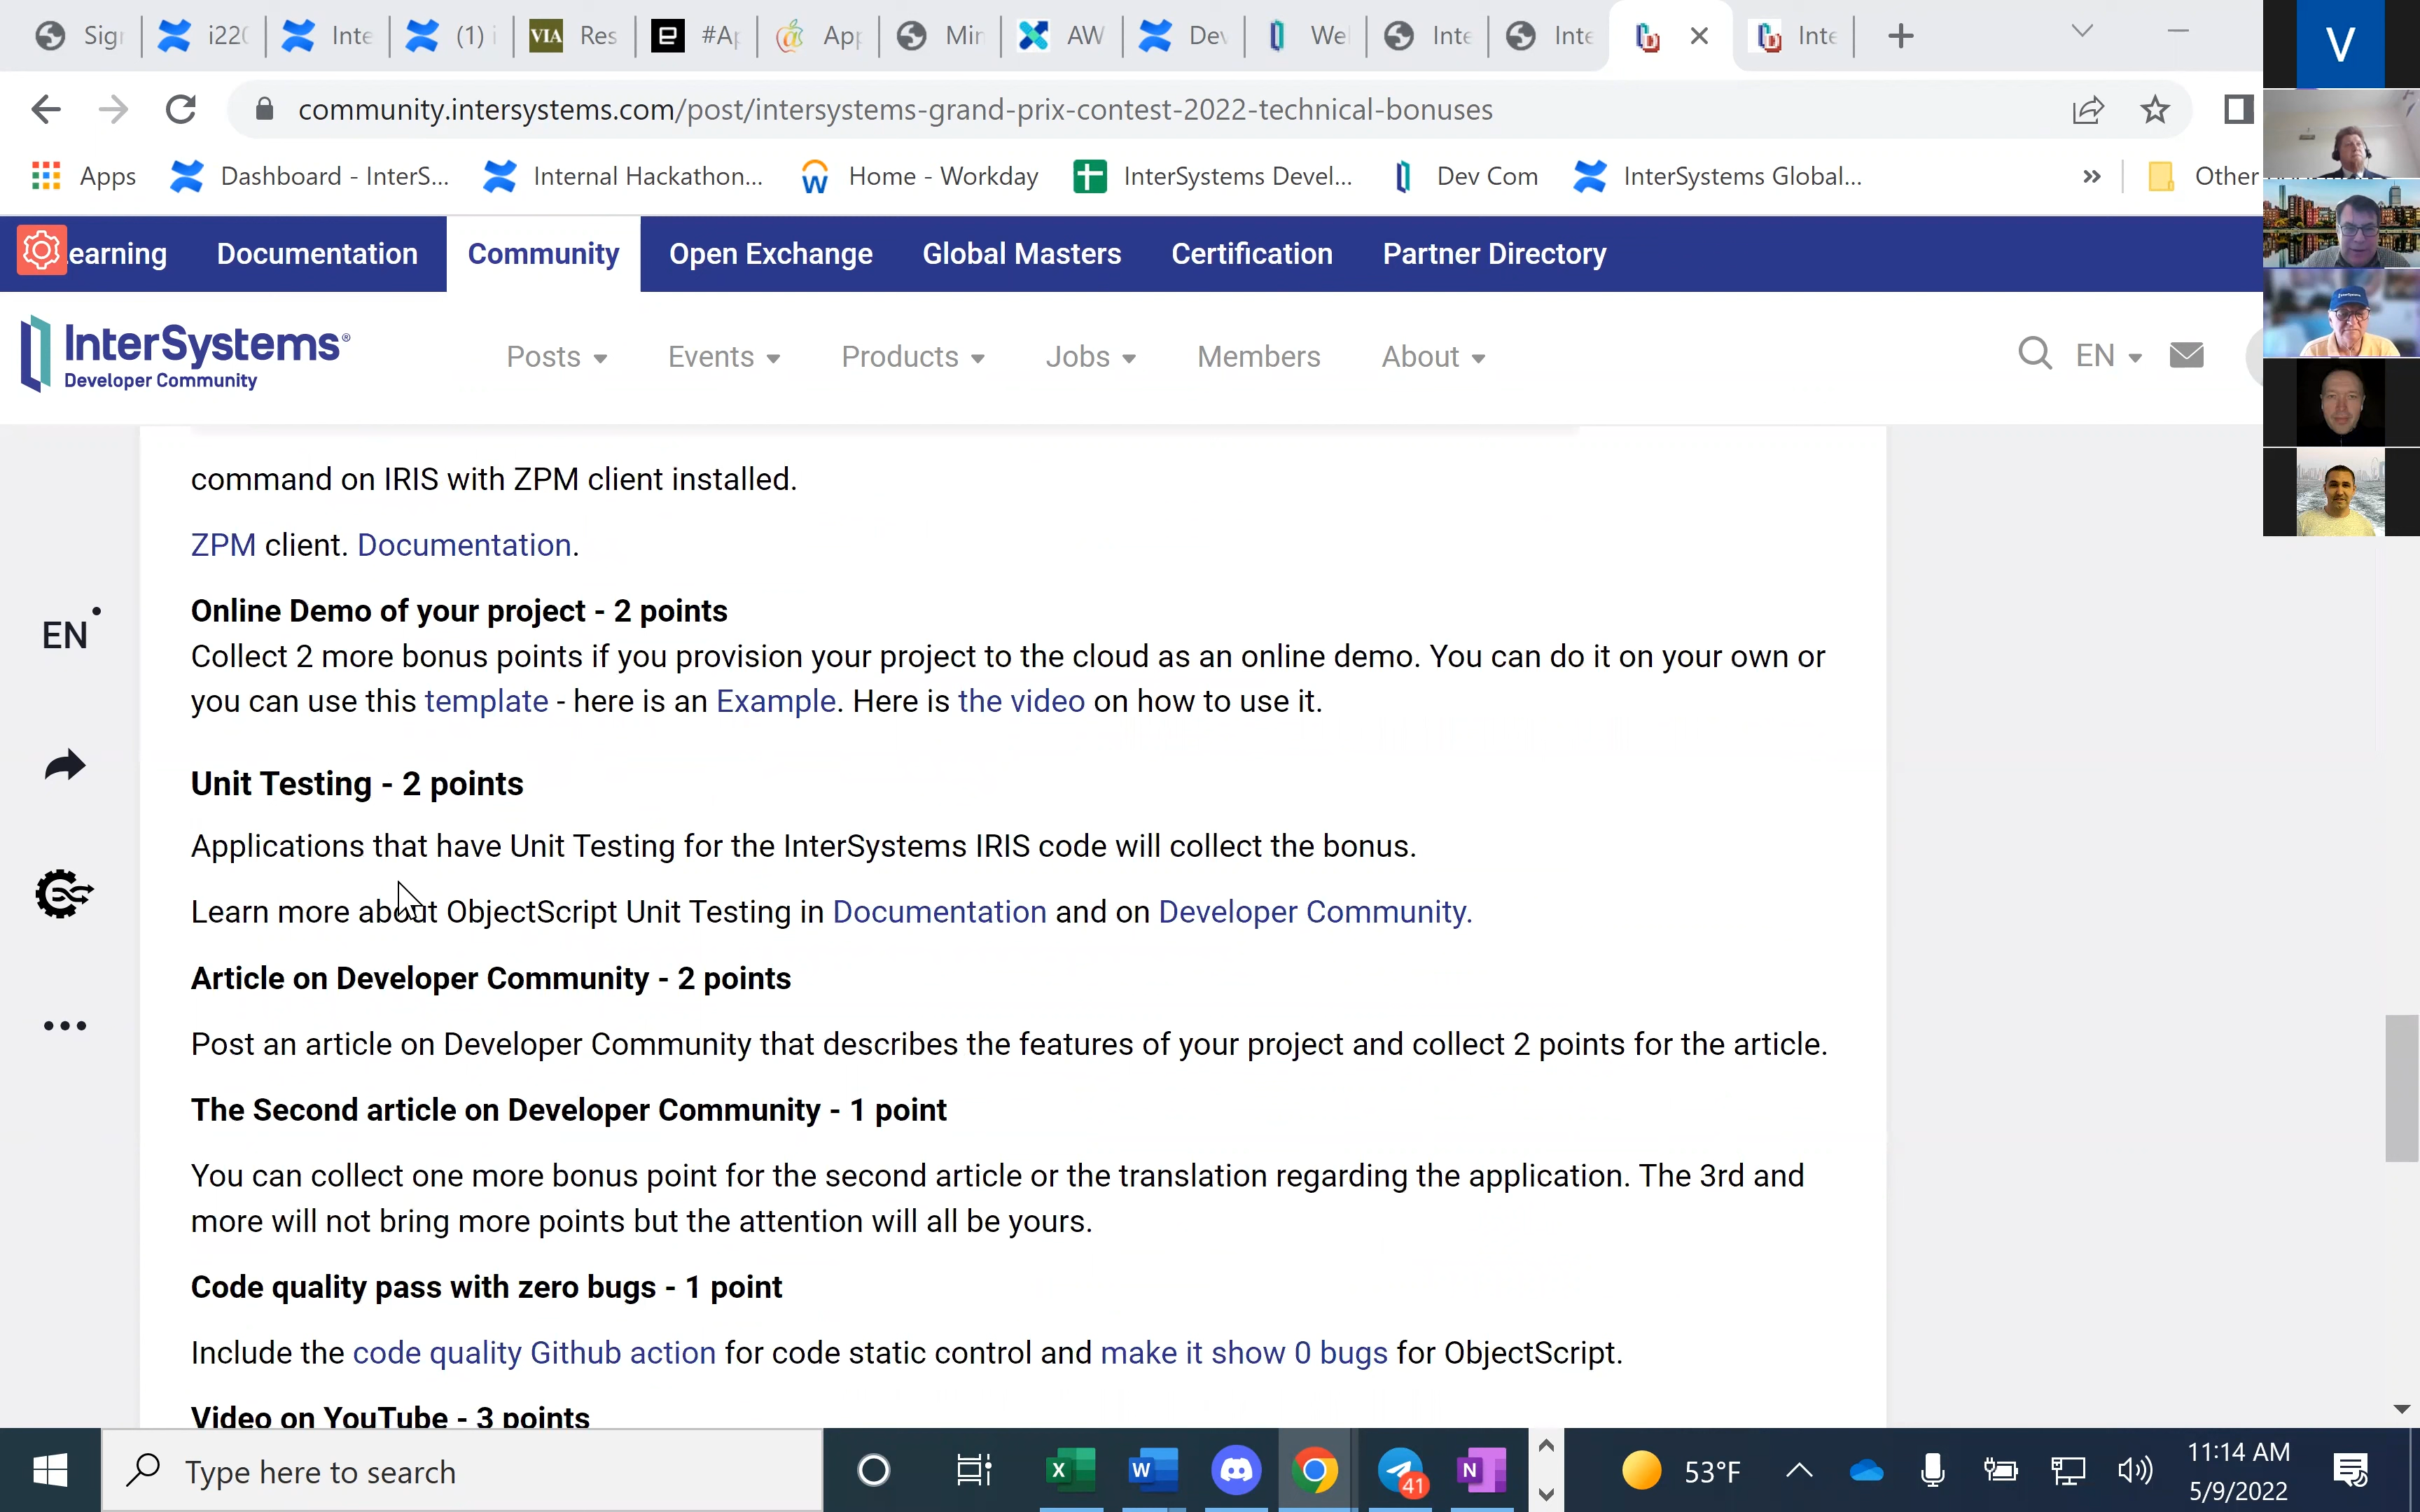 Sig
i22
Inte
(1) i
VIA Res
#A
App
Mir
AW
Dev
We
Inte
Inte
Inte
V
community.intersystems.com/post/intersystems-grand-prix-contest-2022-technical-bonuses
Apps
Dashboard - InterS...
Internal Hackathon...
Home - Workday
InterSystems Devel...
Dev Com
InterSystems Global...
»
Other
earning
Documentation
Community
Open Exchange
Global Masters
Certification
Partner Directory
InterSystems®
Developer Community
Posts
Events
Products
Jobs
Members
About
EN
command on IRIS with ZPM client installed.
ZPM client. Documentation.
Online Demo of your project - 2 points
EN
Collect 2 more bonus points if you provision your project to the cloud as an online demo. You can do it on your own or
you can use this template - here is an Example. Here is the video on how to use it.
Unit Testing - 2 points
Applications that have Unit Testing for the InterSystems IRIS code will collect the bonus.
Learn more about ObjectScript Unit Testing in Documentation and on Developer Community.
Article on Developer Community - 2 points
Post an article on Developer Community that describes the features of your project and collect 2 points for the article.
The Second article on Developer Community - 1 point
You can collect one more bonus point for the second article or the translation regarding the application. The 3rd and
more will not bring more points but the attention will all be yours.
Code quality pass with zero bugs - 1 point
Include the code quality Github action for code static control and make it show 0 bugs for ObjectScript.
Video on YouTube - 3 points
Type here to search
41
53°F
11:14 AM
5/9/2022